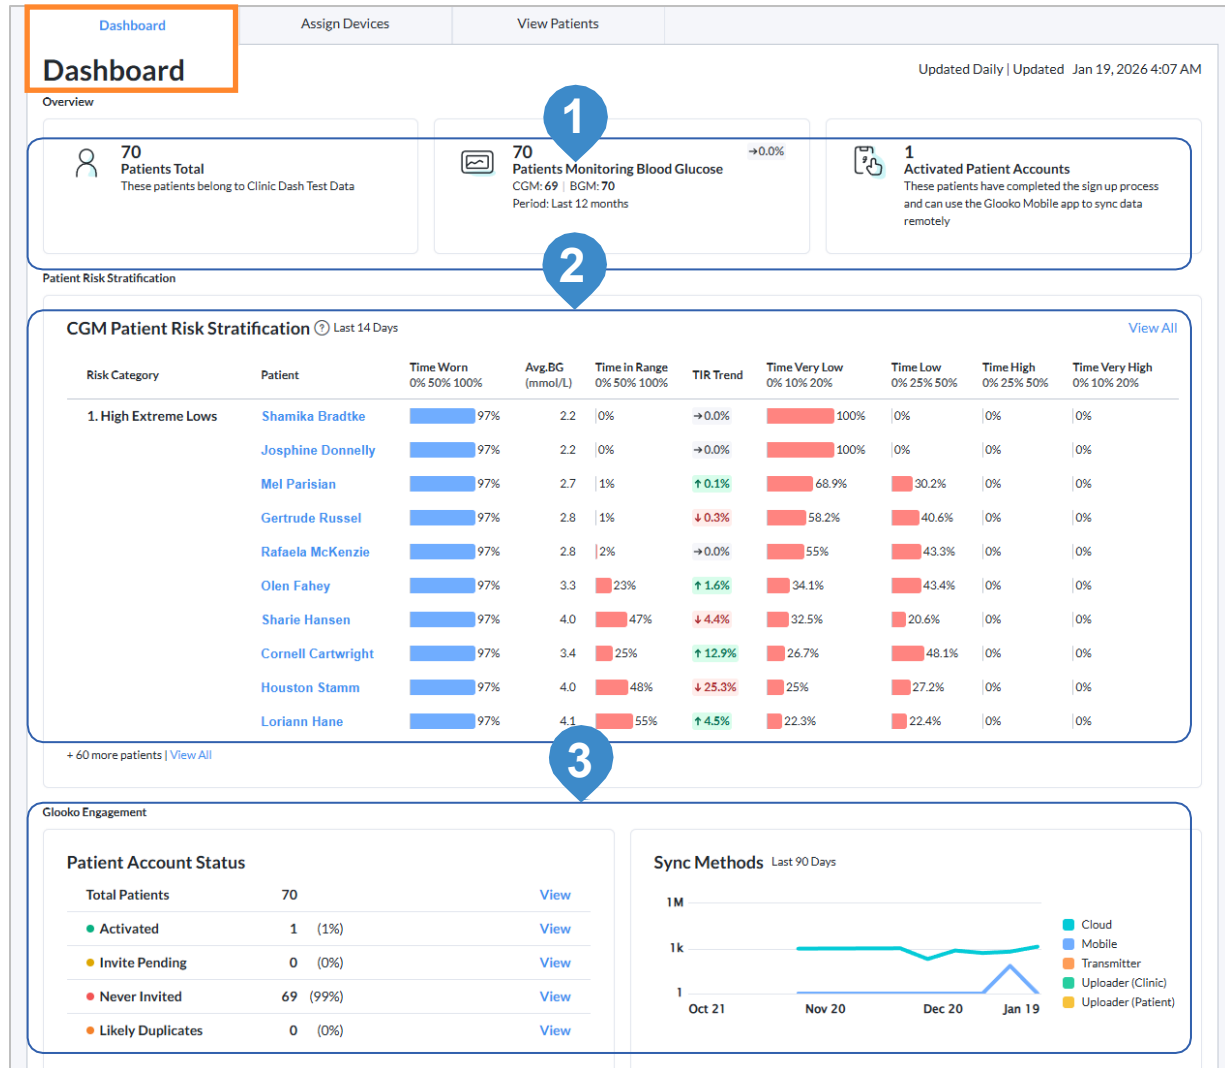 Dashboard
Assign Devices
View Patients
Dashboard
Updated Daily | Updated Jan 19, 2026 4:07 AM
Overview
1
70
Patients Total
These patients belong to Clinic Dash Test Data
70
→0.0%
Patients Monitoring Blood Glucose
CGM: 69 | BGM: 70
Period: Last 12 months
1
Activated Patient Accounts
These patients have completed the sign up process
and can use the Glooko Mobile app to sync data
remotely
2
Patient Risk Stratification
CGM Patient Risk Stratification ? Last 14 Days
View All
Risk Category Patient Time Worn 0% 50% 100% Avg.BG (mmol/L) Time in Range 0% 50% 100% TIR Trend Time Very Low 0% 10% 20% Time Low 0% 25% 50% Time High 0% 25% 50% Time Very High 0% 10% 20%
1. High Extreme Lows Shamika Bradtke 97% 2.2 0% →0.0% 100% 0% 0% 0%
Josphine Donnelly 97% 2.2 0% →0.0% 100% 0% 0% 0%
Mel Parisian 97% 2.7 1% ↑0.1% 68.9% 30.2% 0% 0%
Gertrude Russel 97% 2.8 1% ↓0.3% 58.2% 40.6% 0% 0%
Rafaela McKenzie 97% 2.8 2% →0.0% 55% 43.3% 0% 0%
Olen Fahey 97% 3.3 23% ↑1.6% 34.1% 43.4% 0% 0%
Sharie Hansen 97% 4.0 47% ↓4.4% 32.5% 20.6% 0% 0%
Cornell Cartwright 97% 3.4 25% ↑12.9% 26.7% 48.1% 0% 0%
Houston Stamm 97% 4.0 48% ↓25.3% 25% 27.2% 0% 0%
Loriann Hane 97% 4.1 55% ↑4.5% 22.3% 22.4% 0% 0%
+ 60 more patients | View All
3
Glooko Engagement
Patient Account Status
Total Patients 70 View
Activated 1 (1%) View
Invite Pending 0 (0%) View
Never Invited 69 (99%) View
Likely Duplicates 0 (0%) View
Sync Methods Last 90 Days
1M
1k
1
Oct 21 Nov 20 Dec 20 Jan 19
Cloud
Mobile
Transmitter
Uploader (Clinic)
Uploader (Patient)